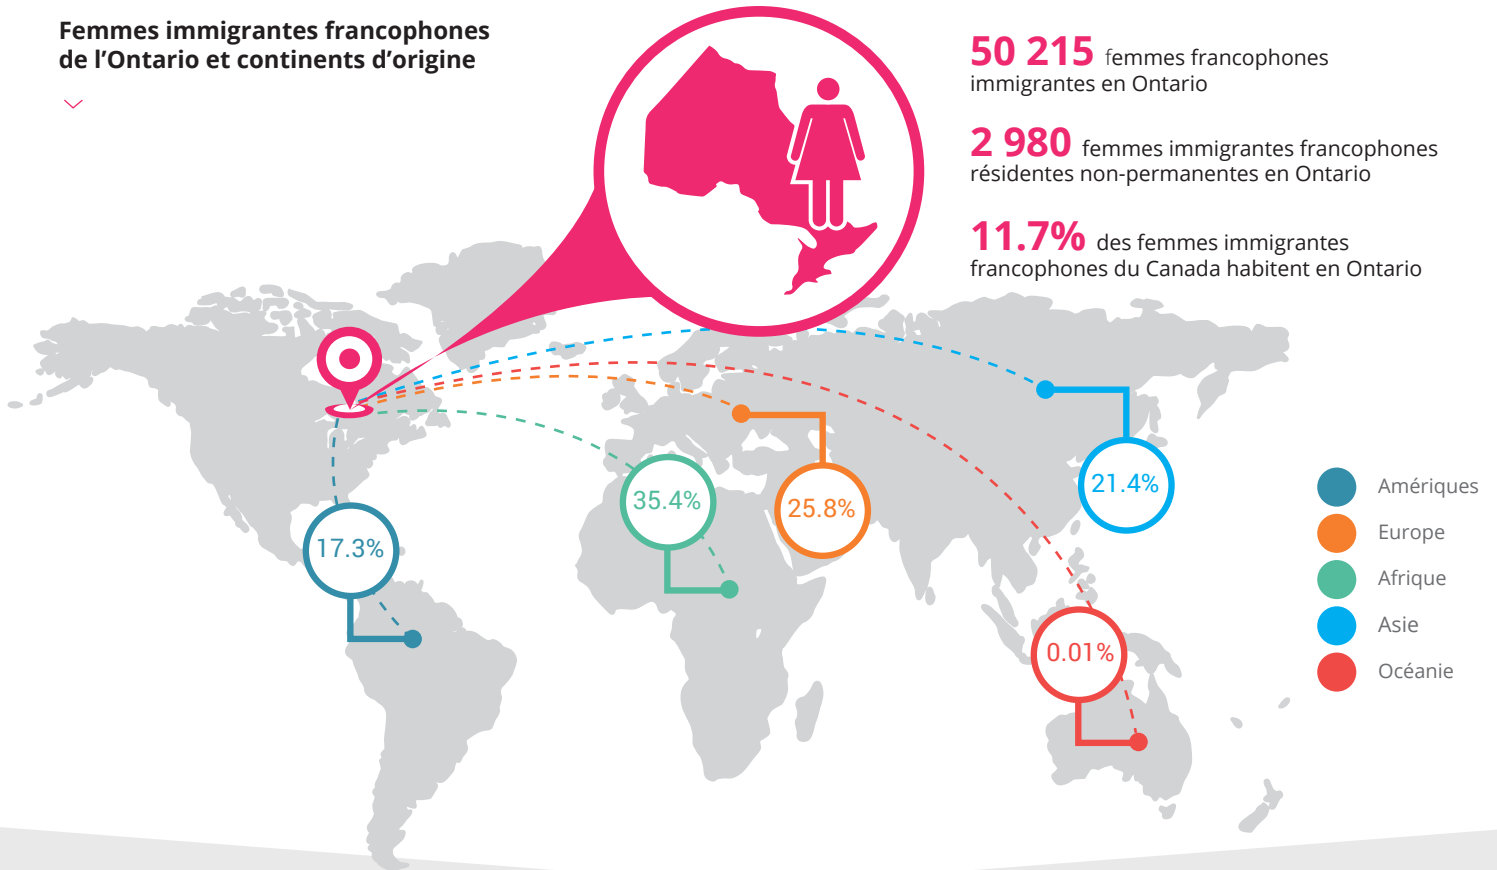 Femmes immigrantes francophones
de l’Ontario et continents d’origine
50 215 femmes francophones
immigrantes en Ontario
2 980 femmes immigrantes francophones
résidentes non-permanentes en Ontario
11.7% des femmes immigrantes
francophones du Canada habitent en Ontario
17.3%
35.4%
25.8%
21.4%
0.01%
Amériques
Europe
Afrique
Asie
Océanie